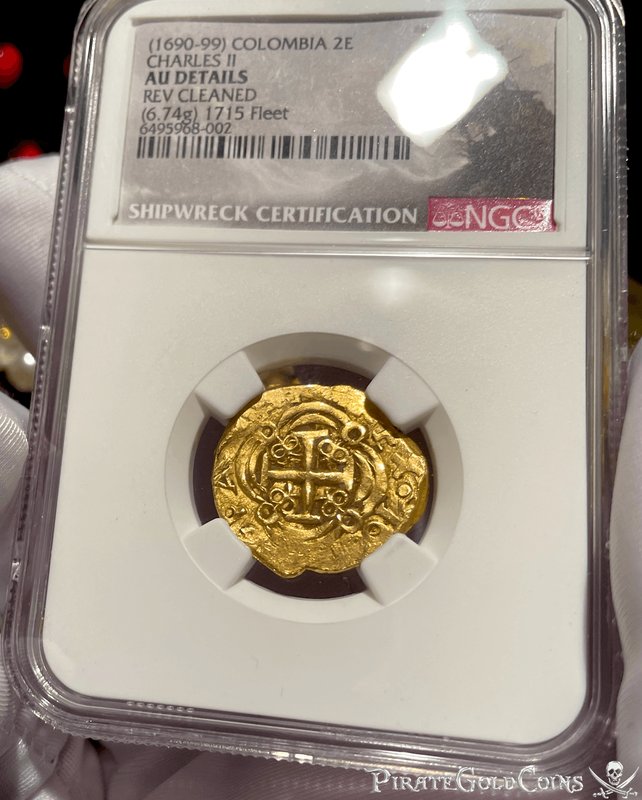 (1690-99) COLOMBIA 2E
CHARLES II
AU DETAILS
REV CLEANED
(6.74g) 1715 Fleet
6495968-002
SHIPWRECK CERTIFICATION NGC
PIRATEGOLDCOINS